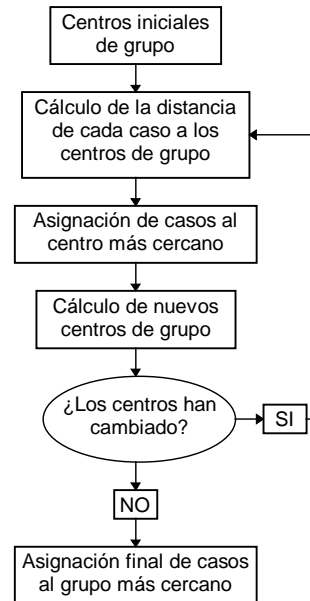 Centros iniciales
de grupo
Cálculo de la distancia
de cada caso a los
centros de grupo
Asignación de casos al
centro más cercano
Cálculo de nuevos
centros de grupo
¿Los centros han
cambiado?
SI
NO
Asignación final de casos
al grupo más cercano